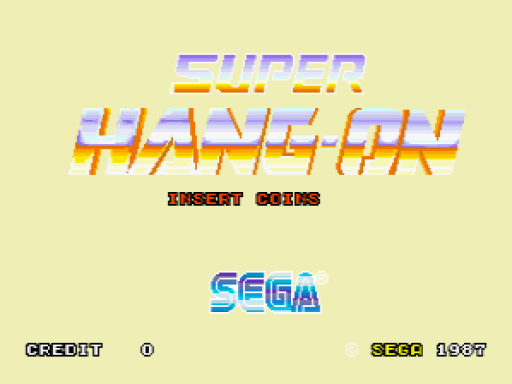 SUPER
HANG-ON
INSERT COINS
SEGA®
CREDIT 0 © SEGA 1987